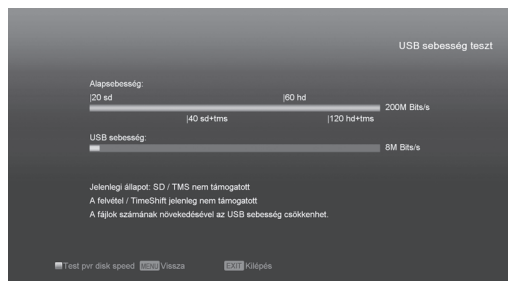 USB sebesség teszt
Alapsebesség:
|20 sd |60 hd
200M Bits/s
|40 sd+tms |120 hd+tms
USB sebesség:
8M Bits/s
Jelenlegi állapot: SD / TMS nem támogatott
A felvétel / TimeShift jelenleg nem támogatott
A fájlok számának növekedésével az USB sebesség csökkenhet.
Test pvr disk speed MENU Vissza EXIT Kilépés